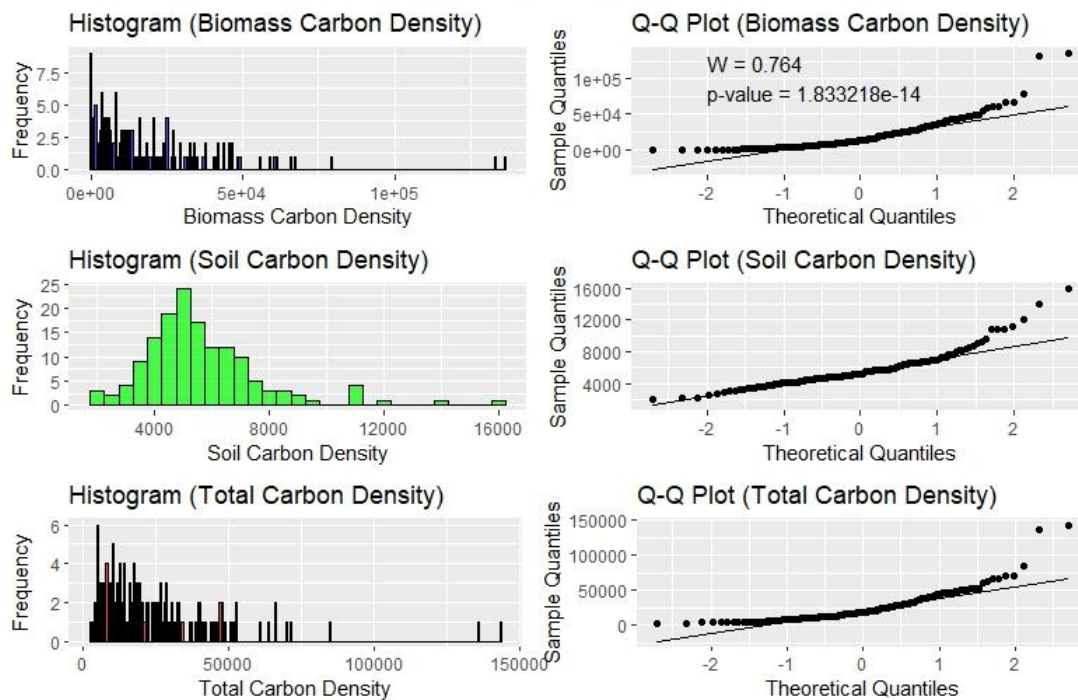 Histogram (Biomass Carbon Density)
Frequency
7.5
5.0
2.5
0.0
0e+00
5e+04
1e+05
Biomass Carbon Density
Q-Q Plot (Biomass Carbon Density)
Sample Quantiles
1e+05
5e+04
0e+00
W = 0.764
p-value = 1.833218e-14
-2
-1
0
1
2
Theoretical Quantiles
Histogram (Soil Carbon Density)
Frequency
25
20
15
10
5
0
4000
8000
12000
16000
Soil Carbon Density
Q-Q Plot (Soil Carbon Density)
Sample Quantiles
16000
12000
8000
4000
-2
-1
0
1
2
Theoretical Quantiles
Histogram (Total Carbon Density)
Frequency
6
4
2
0
0
50000
100000
150000
Total Carbon Density
Q-Q Plot (Total Carbon Density)
Sample Quantiles
150000
100000
50000
0
-2
-1
0
1
2
Theoretical Quantiles